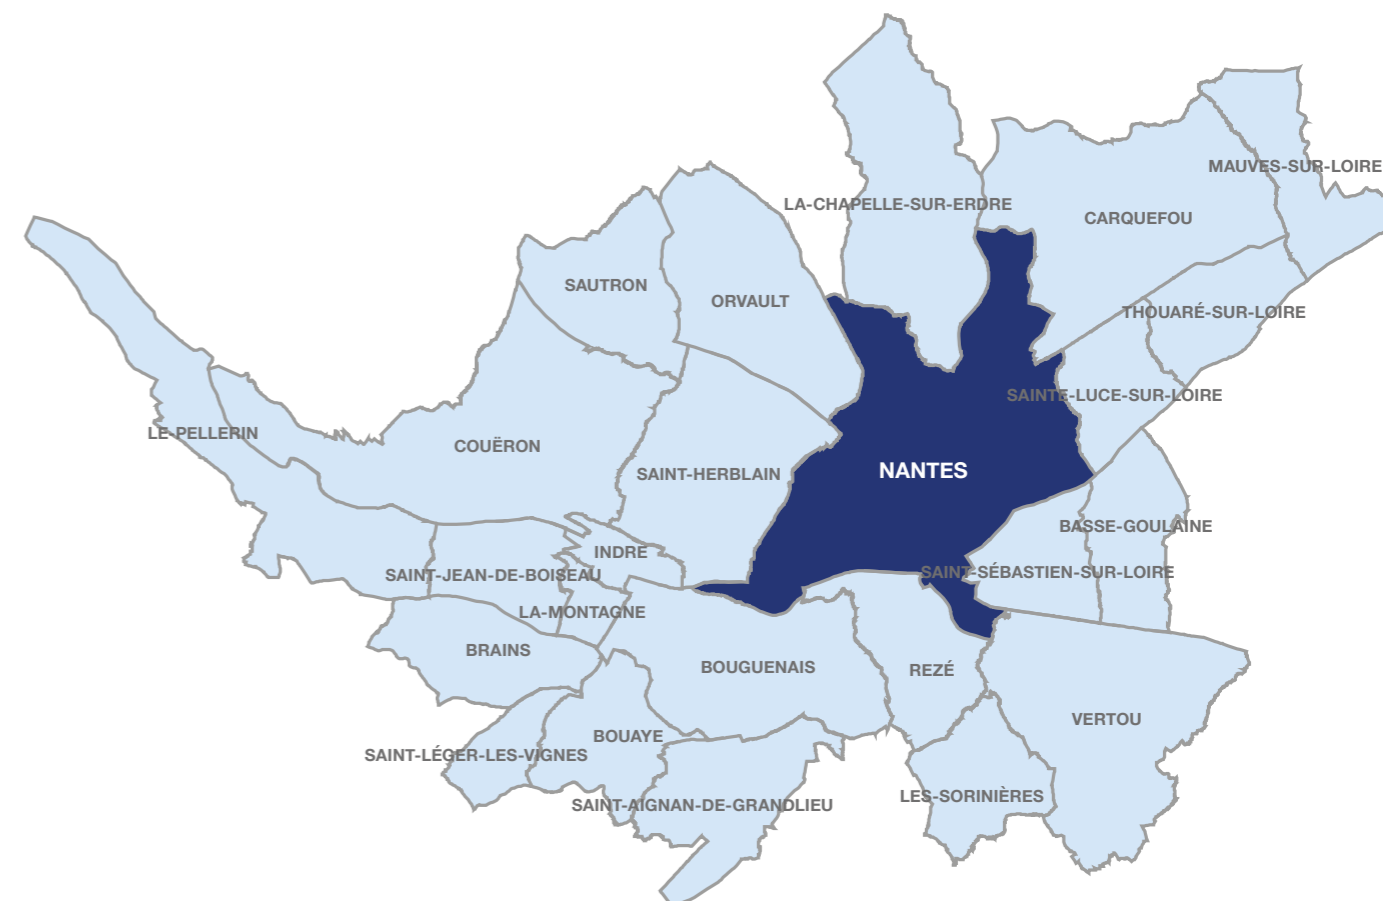 MAUVES-SUR-LOIRE
LA-CHAPELLE-SUR-ERDRE
CARQUEFOU
SAUTRON
ORVAULT
THOUARÉ-SUR-LOIRE
SAINTE-LUCE-SUR-LOIRE
LE-PELLERIN
COUËRON
SAINT-HERBLAIN
NANTES
BASSE-GOULAINE
INDRE
SAINT-JEAN-DE-BOISEAU
SAINT-SÉBASTIEN-SUR-LOIRE
LA-MONTAGNE
BRAINS
BOUGUENAIS
REZÉ
VERTOU
BOUAYE
SAINT-LÉGER-LES-VIGNES
LES-SORINIÈRES
SAINT-AIGNAN-DE-GRANDLIEU